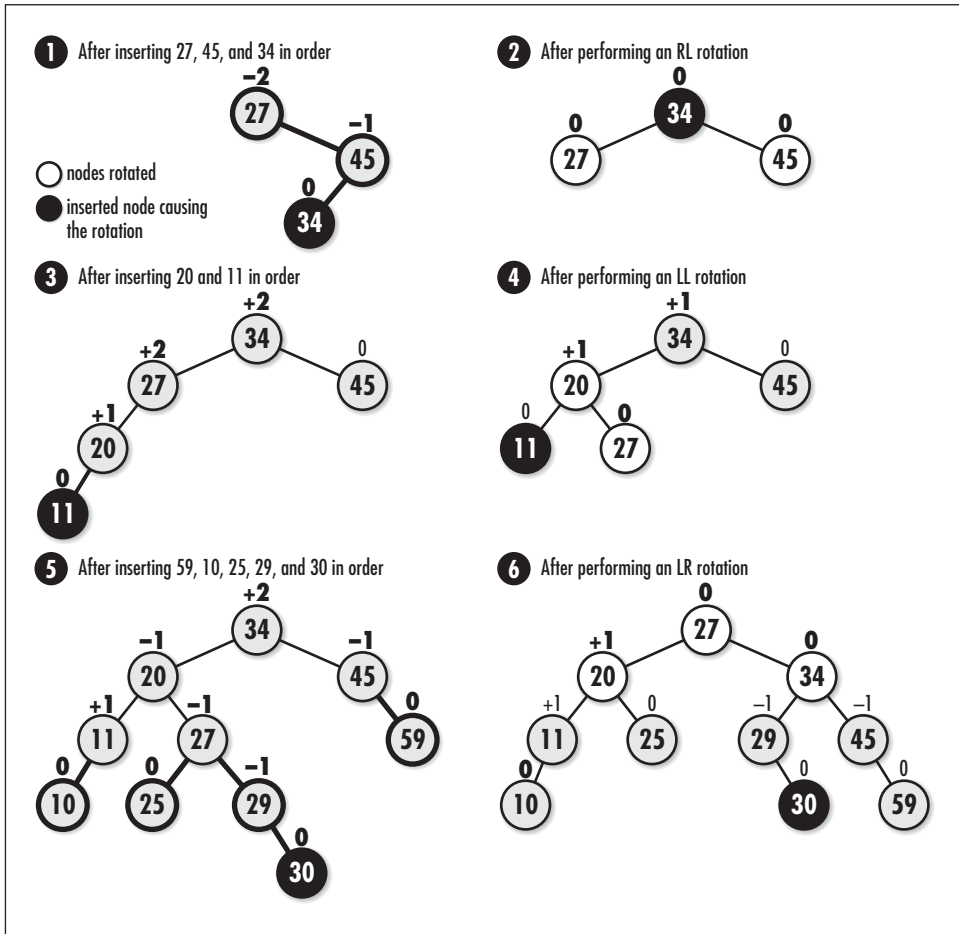 1 After inserting 27, 45, and 34 in order
−2
27
−1
45
0
34
nodes rotated
inserted node causing
the rotation
2 After performing an RL rotation
0
34
0 0
27 45
3 After inserting 20 and 11 in order
+2
34
+2 0
27 45
+1
20
0
11
4 After performing an LL rotation
+1
34
+1 0
20 45
0 0
11 27
5 After inserting 59, 10, 25, 29, and 30 in order
+2
34
−1 −1
20 45
+1 −1 0
11 27 59
0 0 −1
10 25 29
0
30
6 After performing an LR rotation
0
27
+1 0
20 34
+1 0 −1 −1
11 25 29 45
0 0 0
10 30 59